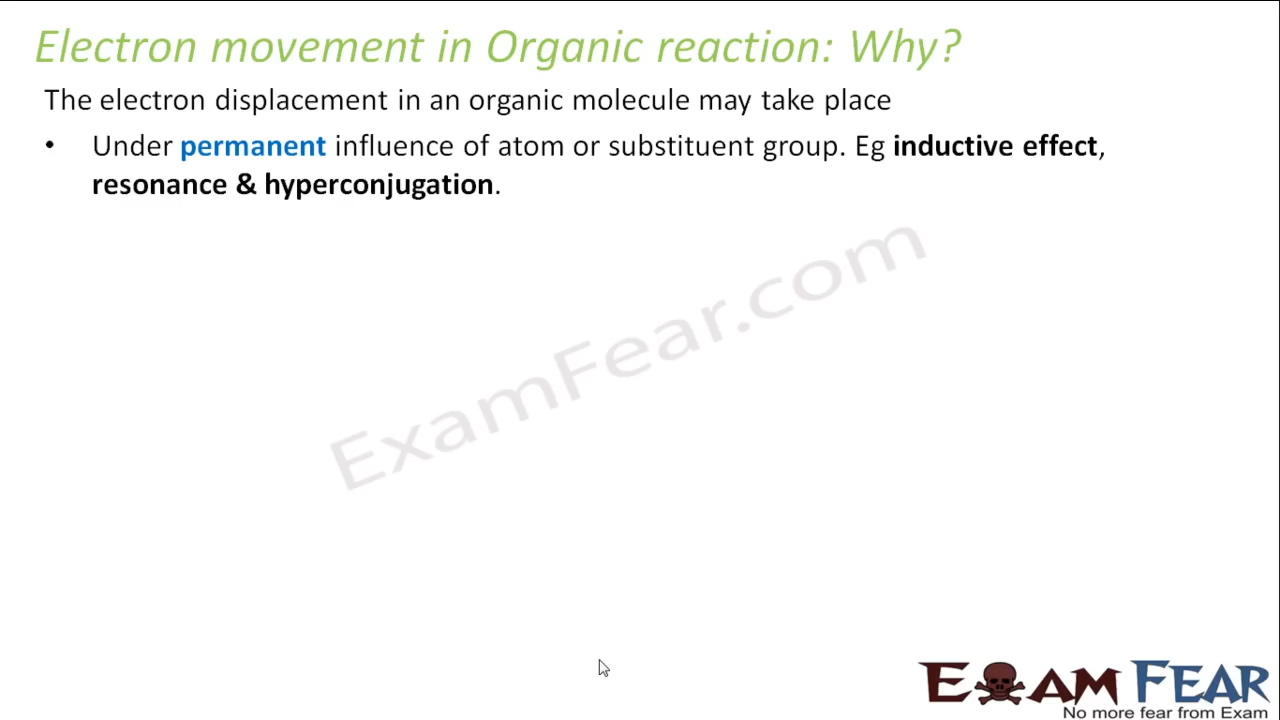 Electron movement in Organic reaction: Why?
The electron displacement in an organic molecule may take place
• Under permanent influence of atom or substituent group. Eg inductive effect,
resonance & hyperconjugation.
ExamFear.com
EXAM FEAR
No more fear from Exam